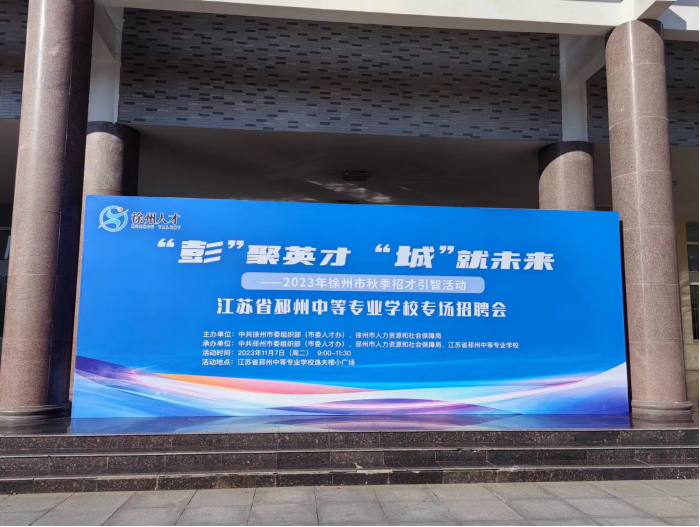 徐州人才
XUZHOU TALENT
“彭”聚英才 “城”就未来
——2023年徐州市秋季招才引智活动
江苏省邳州中等专业学校专场招聘会
主办单位：中共徐州市委组织部（市委人才办）、徐州市人力资源和社会保障局
承办单位：中共邳州市委组织部（市委人才办）、邳州市人力资源和社会保障局、江苏省邳州中等专业学校
活动时间：2023年11月7日（周二） 9:00-11:30
活动地点：江苏省邳州中等专业学校逸夫楼小广场